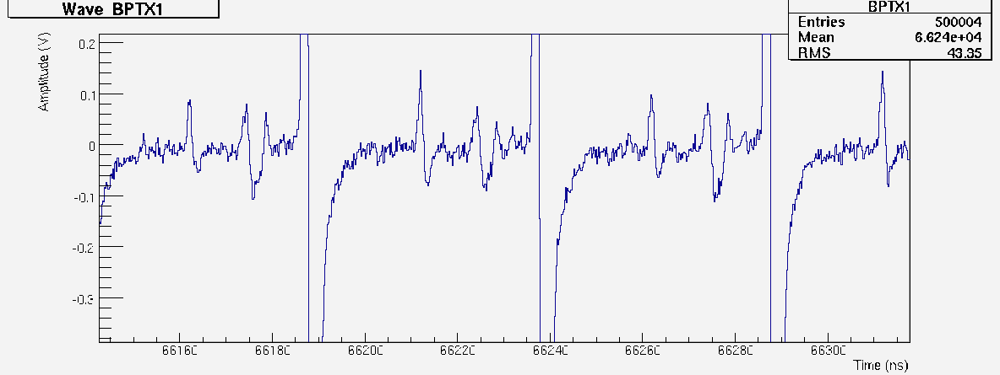 Wave BPTX1
BPTX1
Entries 500004
Mean 6.624e+04
RMS 43.35
Amplitude (V)
0.2
0.1
0
-0.1
-0.2
-0.3
66160 66180 66200 66220 66240 66260 66280 66300
Time (ns)